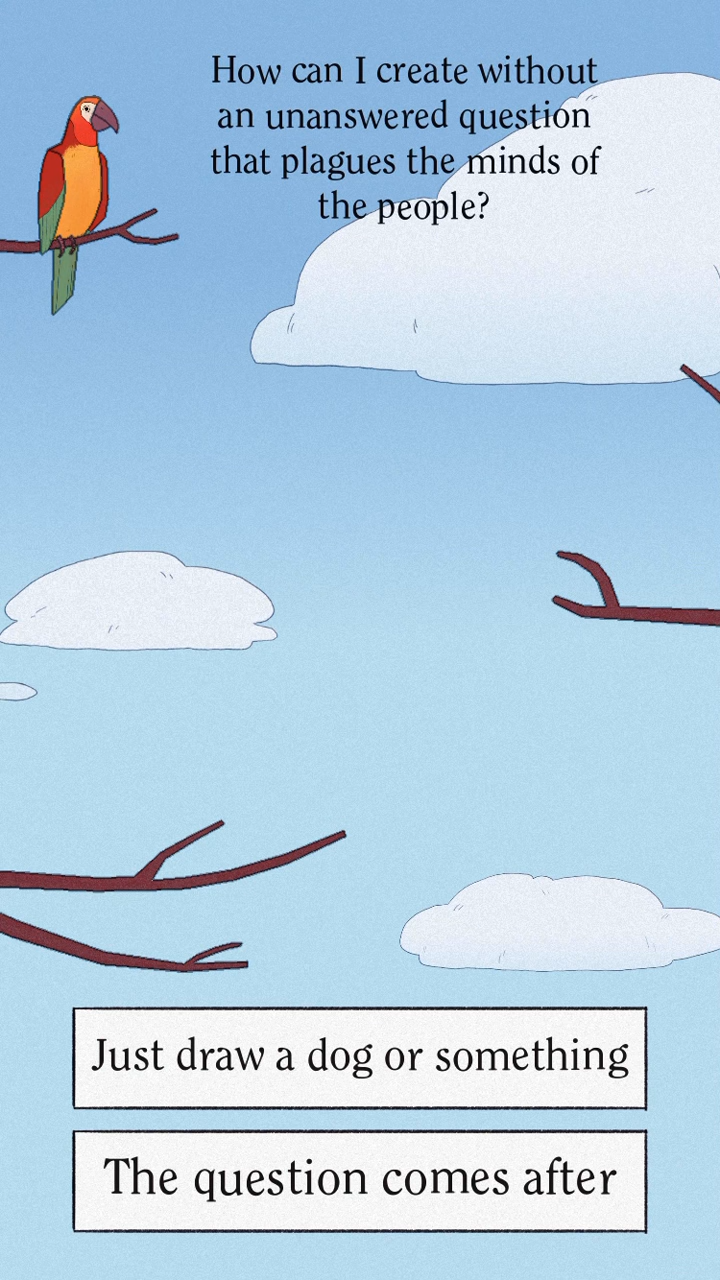 How can I create without
an unanswered question
that plagues the minds of
the people?
Just draw a dog or something
The question comes after